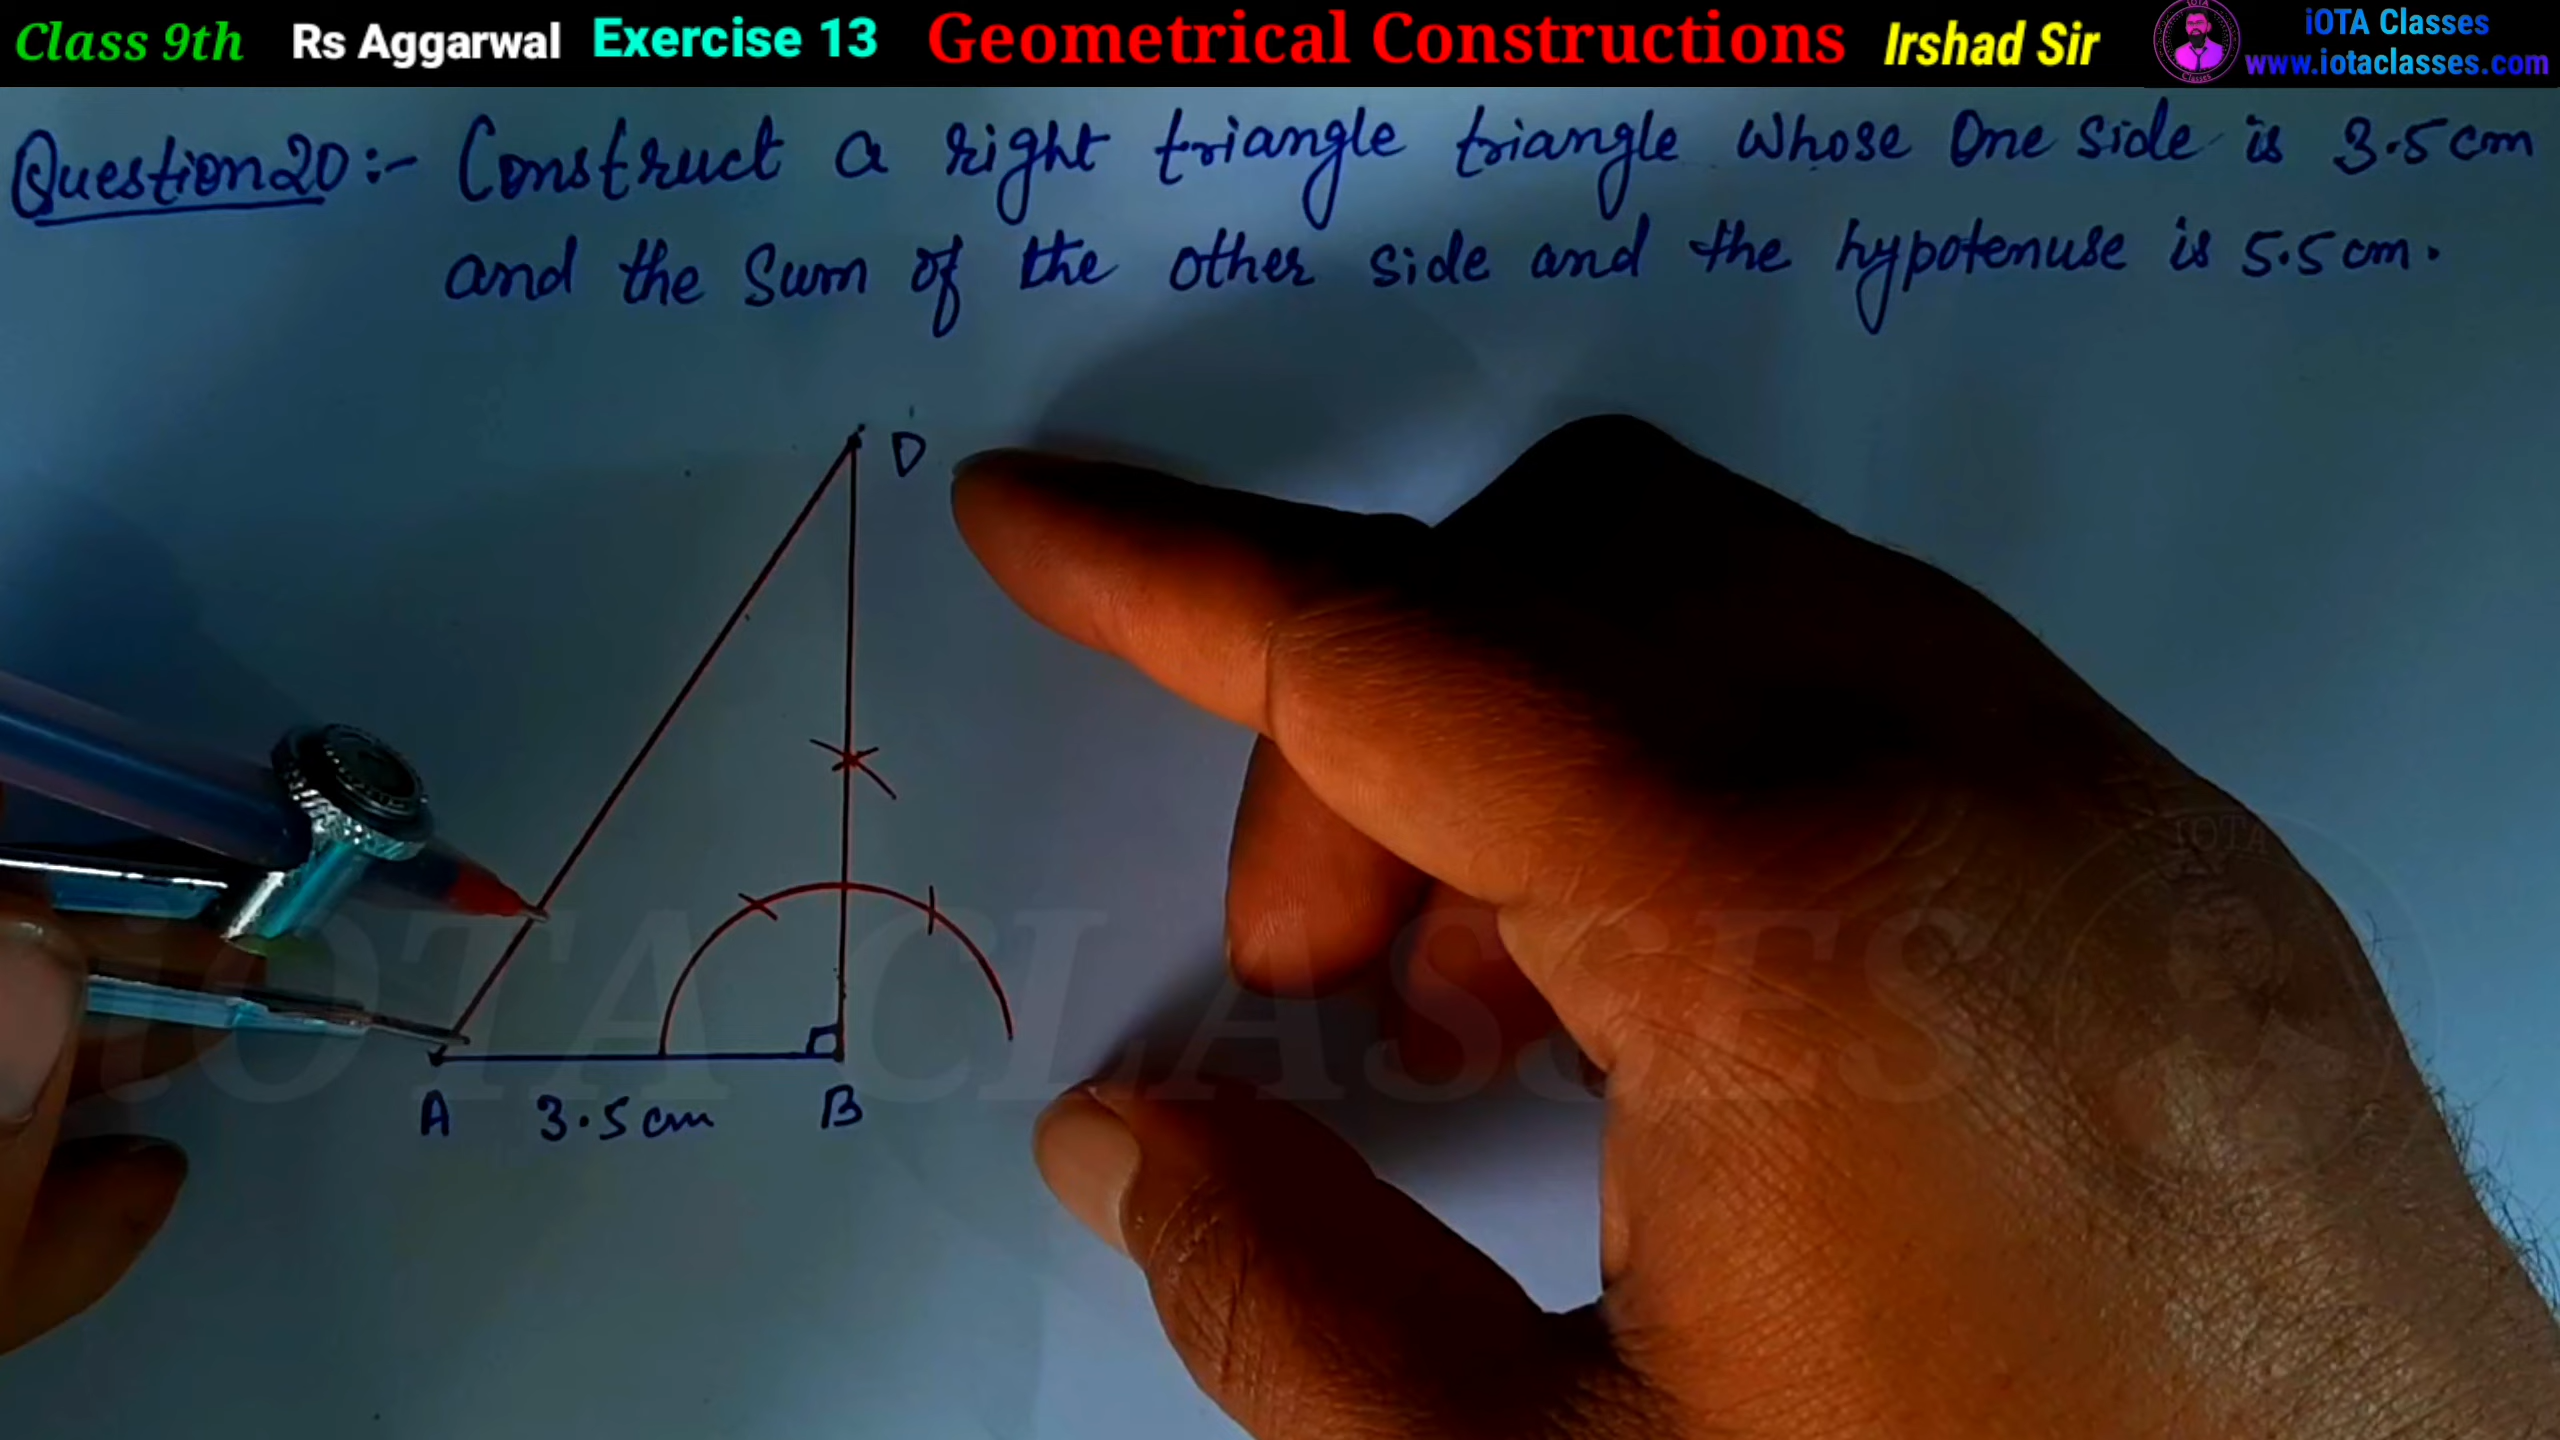 Class 9th Rs Aggarwal Exercise 13 Geometrical Constructions Irshad Sir iOTA Classes
www.iotaclasses.com
Question20:- Construct a right triangle triangle whose One side is 3.5cm
and the Sum of the other side and the hypotenuse is 5.5cm.
D
iOTA CLASSES
A 3.5cm B